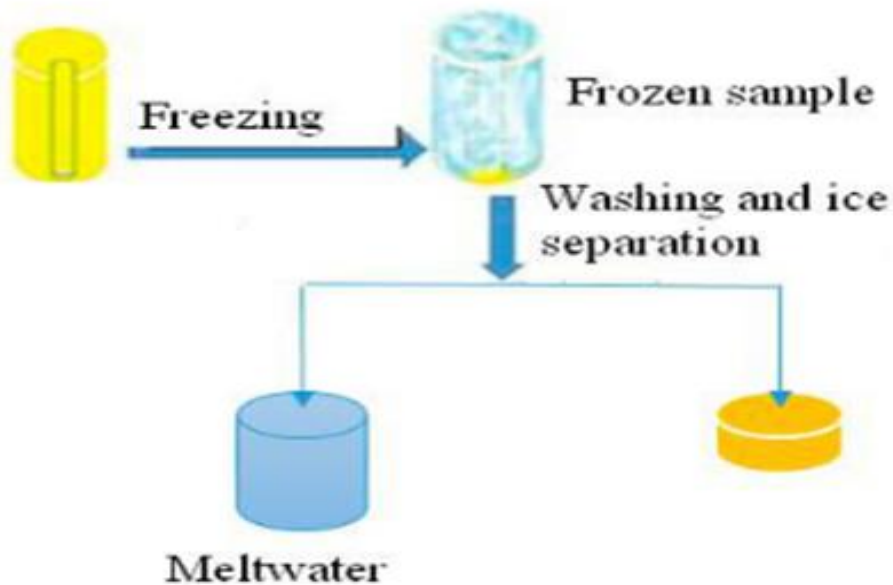 Freezing
Frozen sample
Washing and ice
separation
Meltwater